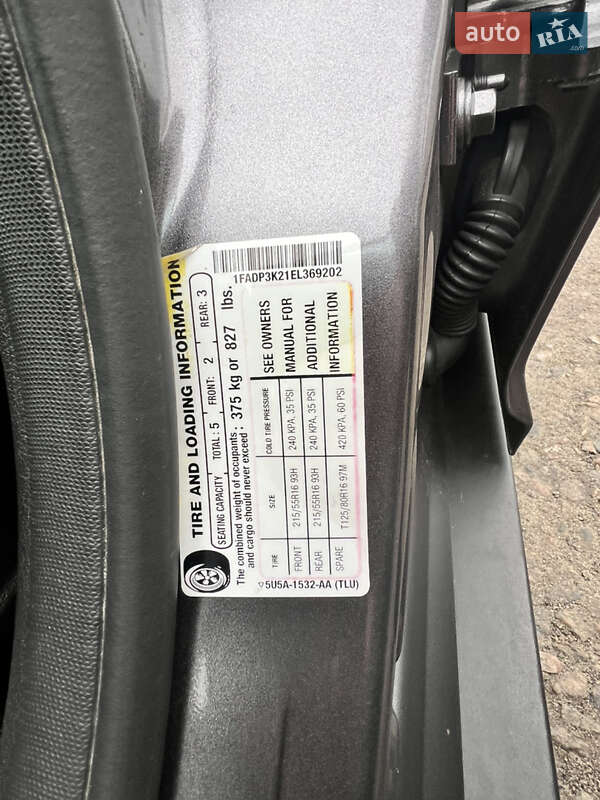 auto RIA.com
TIRE AND LOADING INFORMATION
SEATING CAPACITY TOTAL : 5 FRONT: 2 REAR: 3
The combined weight of occupants
and cargo should never exceed : 375 kg or 827 lbs.
1FADP3K21EL369202
TIRE SIZE COLD TIRE PRESSURE SEE OWNERS
FRONT 215/55R16 93H 240 KPA, 35 PSI MANUAL FOR
REAR 215/55R16 93H 240 KPA, 35 PSI ADDITIONAL
SPARE T125/80R16 97M 420 KPA, 60 PSI INFORMATION
5U5A-1532-AA (TLU)